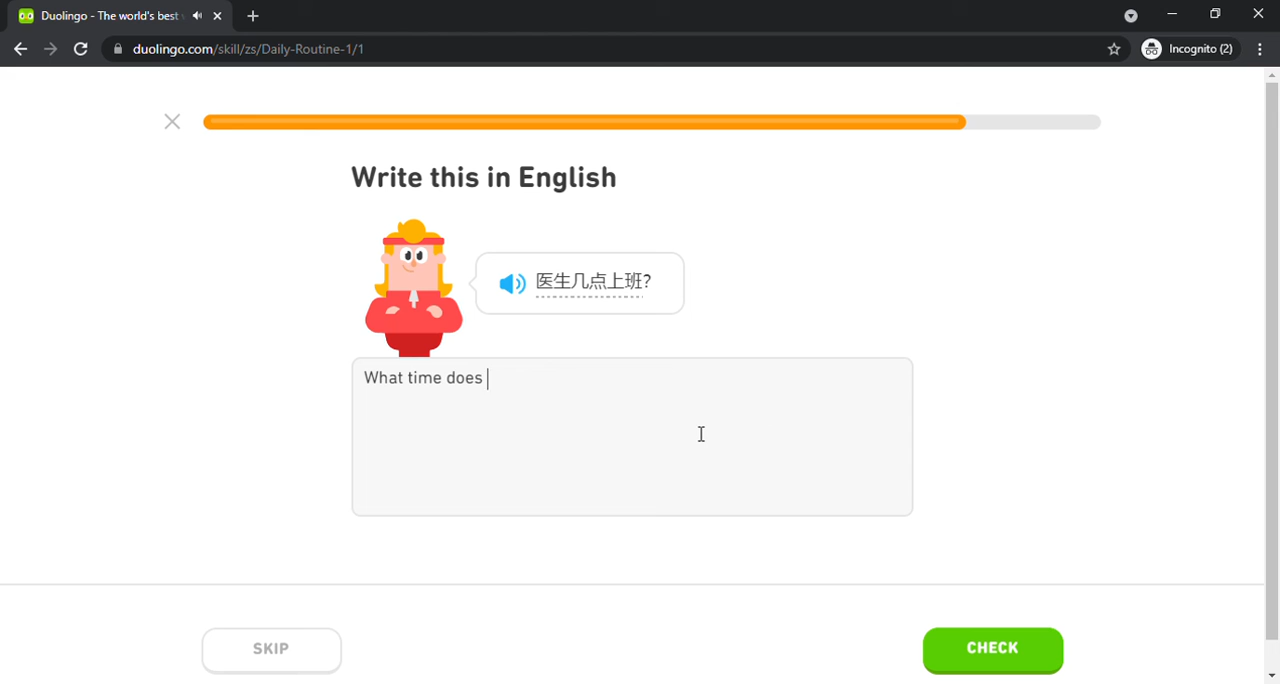 Duolingo - The world's best
duolingo.com/skill/zs/Daily-Routine-1/1
Incognito (2)
Write this in English
医生几点上班?
What time does
SKIP
CHECK